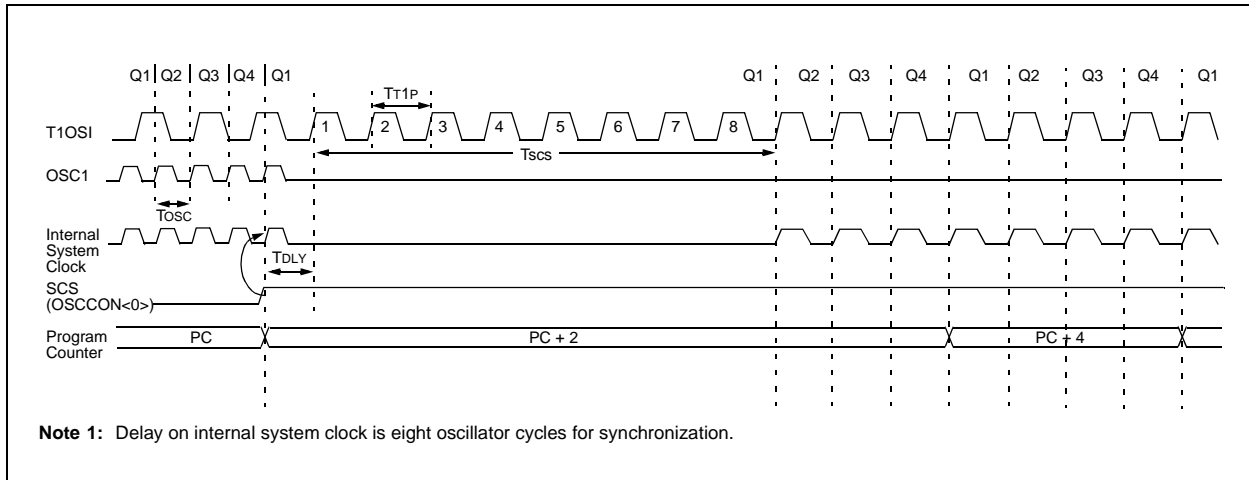 Q1 Q2 Q3 Q4 Q1 Q1 Q2 Q3 Q4 Q1 Q2 Q3 Q4 Q1
TT1P
T1OSI
1 2 3 4 5 6 7 8
TSCS
OSC1
TOSC
Internal
System
Clock
TDLY
SCS
(OSCCON<0>)
Program
Counter
PC PC + 2 PC + 4
Note 1: Delay on internal system clock is eight oscillator cycles for synchronization.